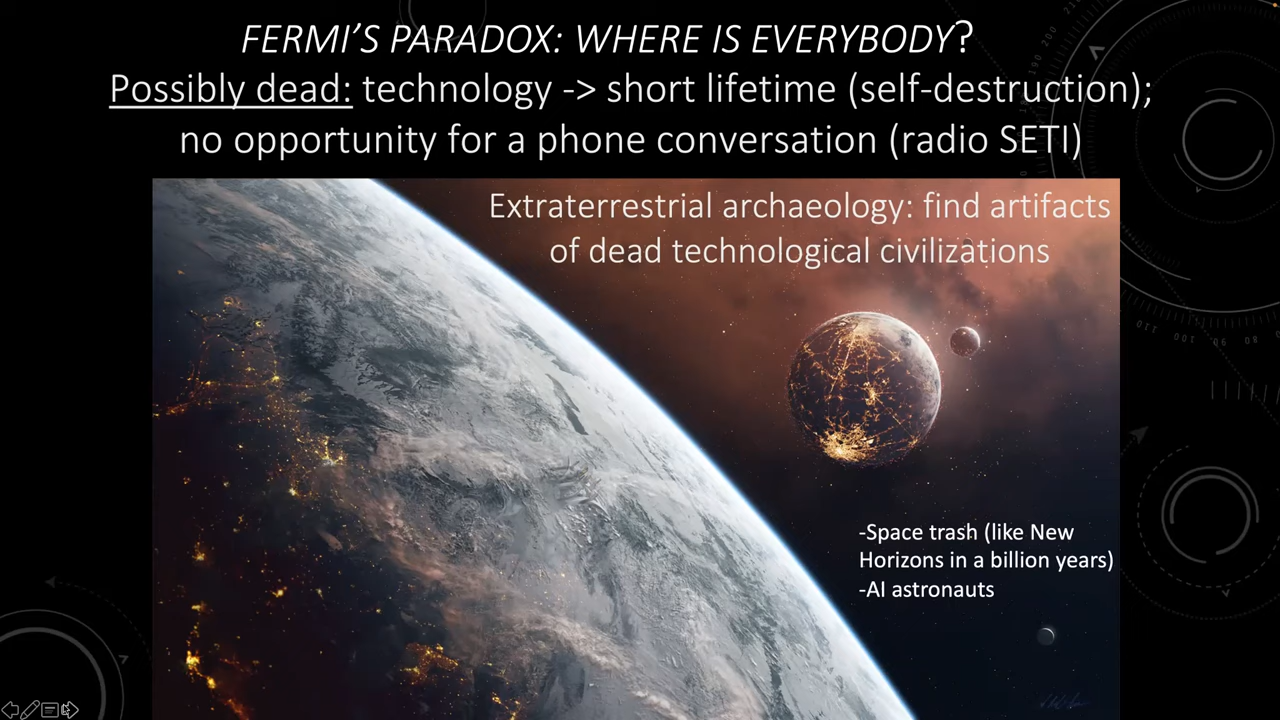 FERMI'S PARADOX: WHERE IS EVERYBODY?
Possibly dead: technology -> short lifetime (self-destruction);
no opportunity for a phone conversation (radio SETI)
Extraterrestrial archaeology: find artifacts
of dead technological civilizations
-Space trash (like New
Horizons in a billion years)
-AI astronauts